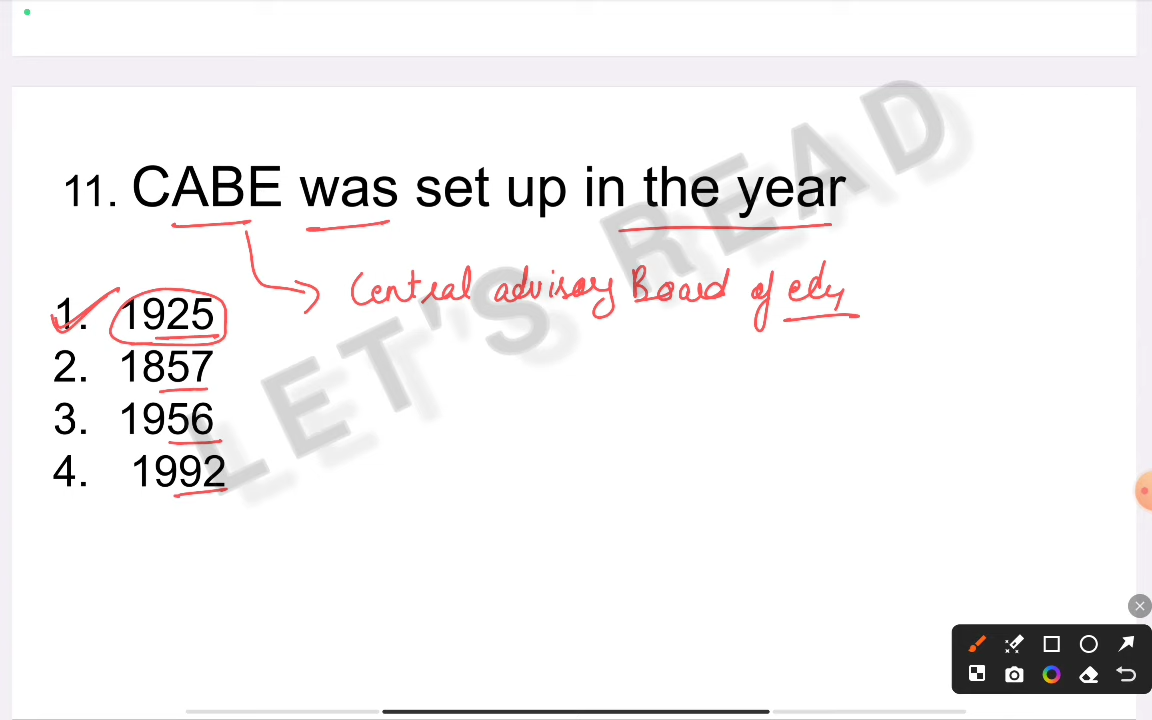 LET'S READ
11. CABE was set up in the year
Central advisory Board of edy
1. 1925
2. 1857
3. 1956
4. 1992